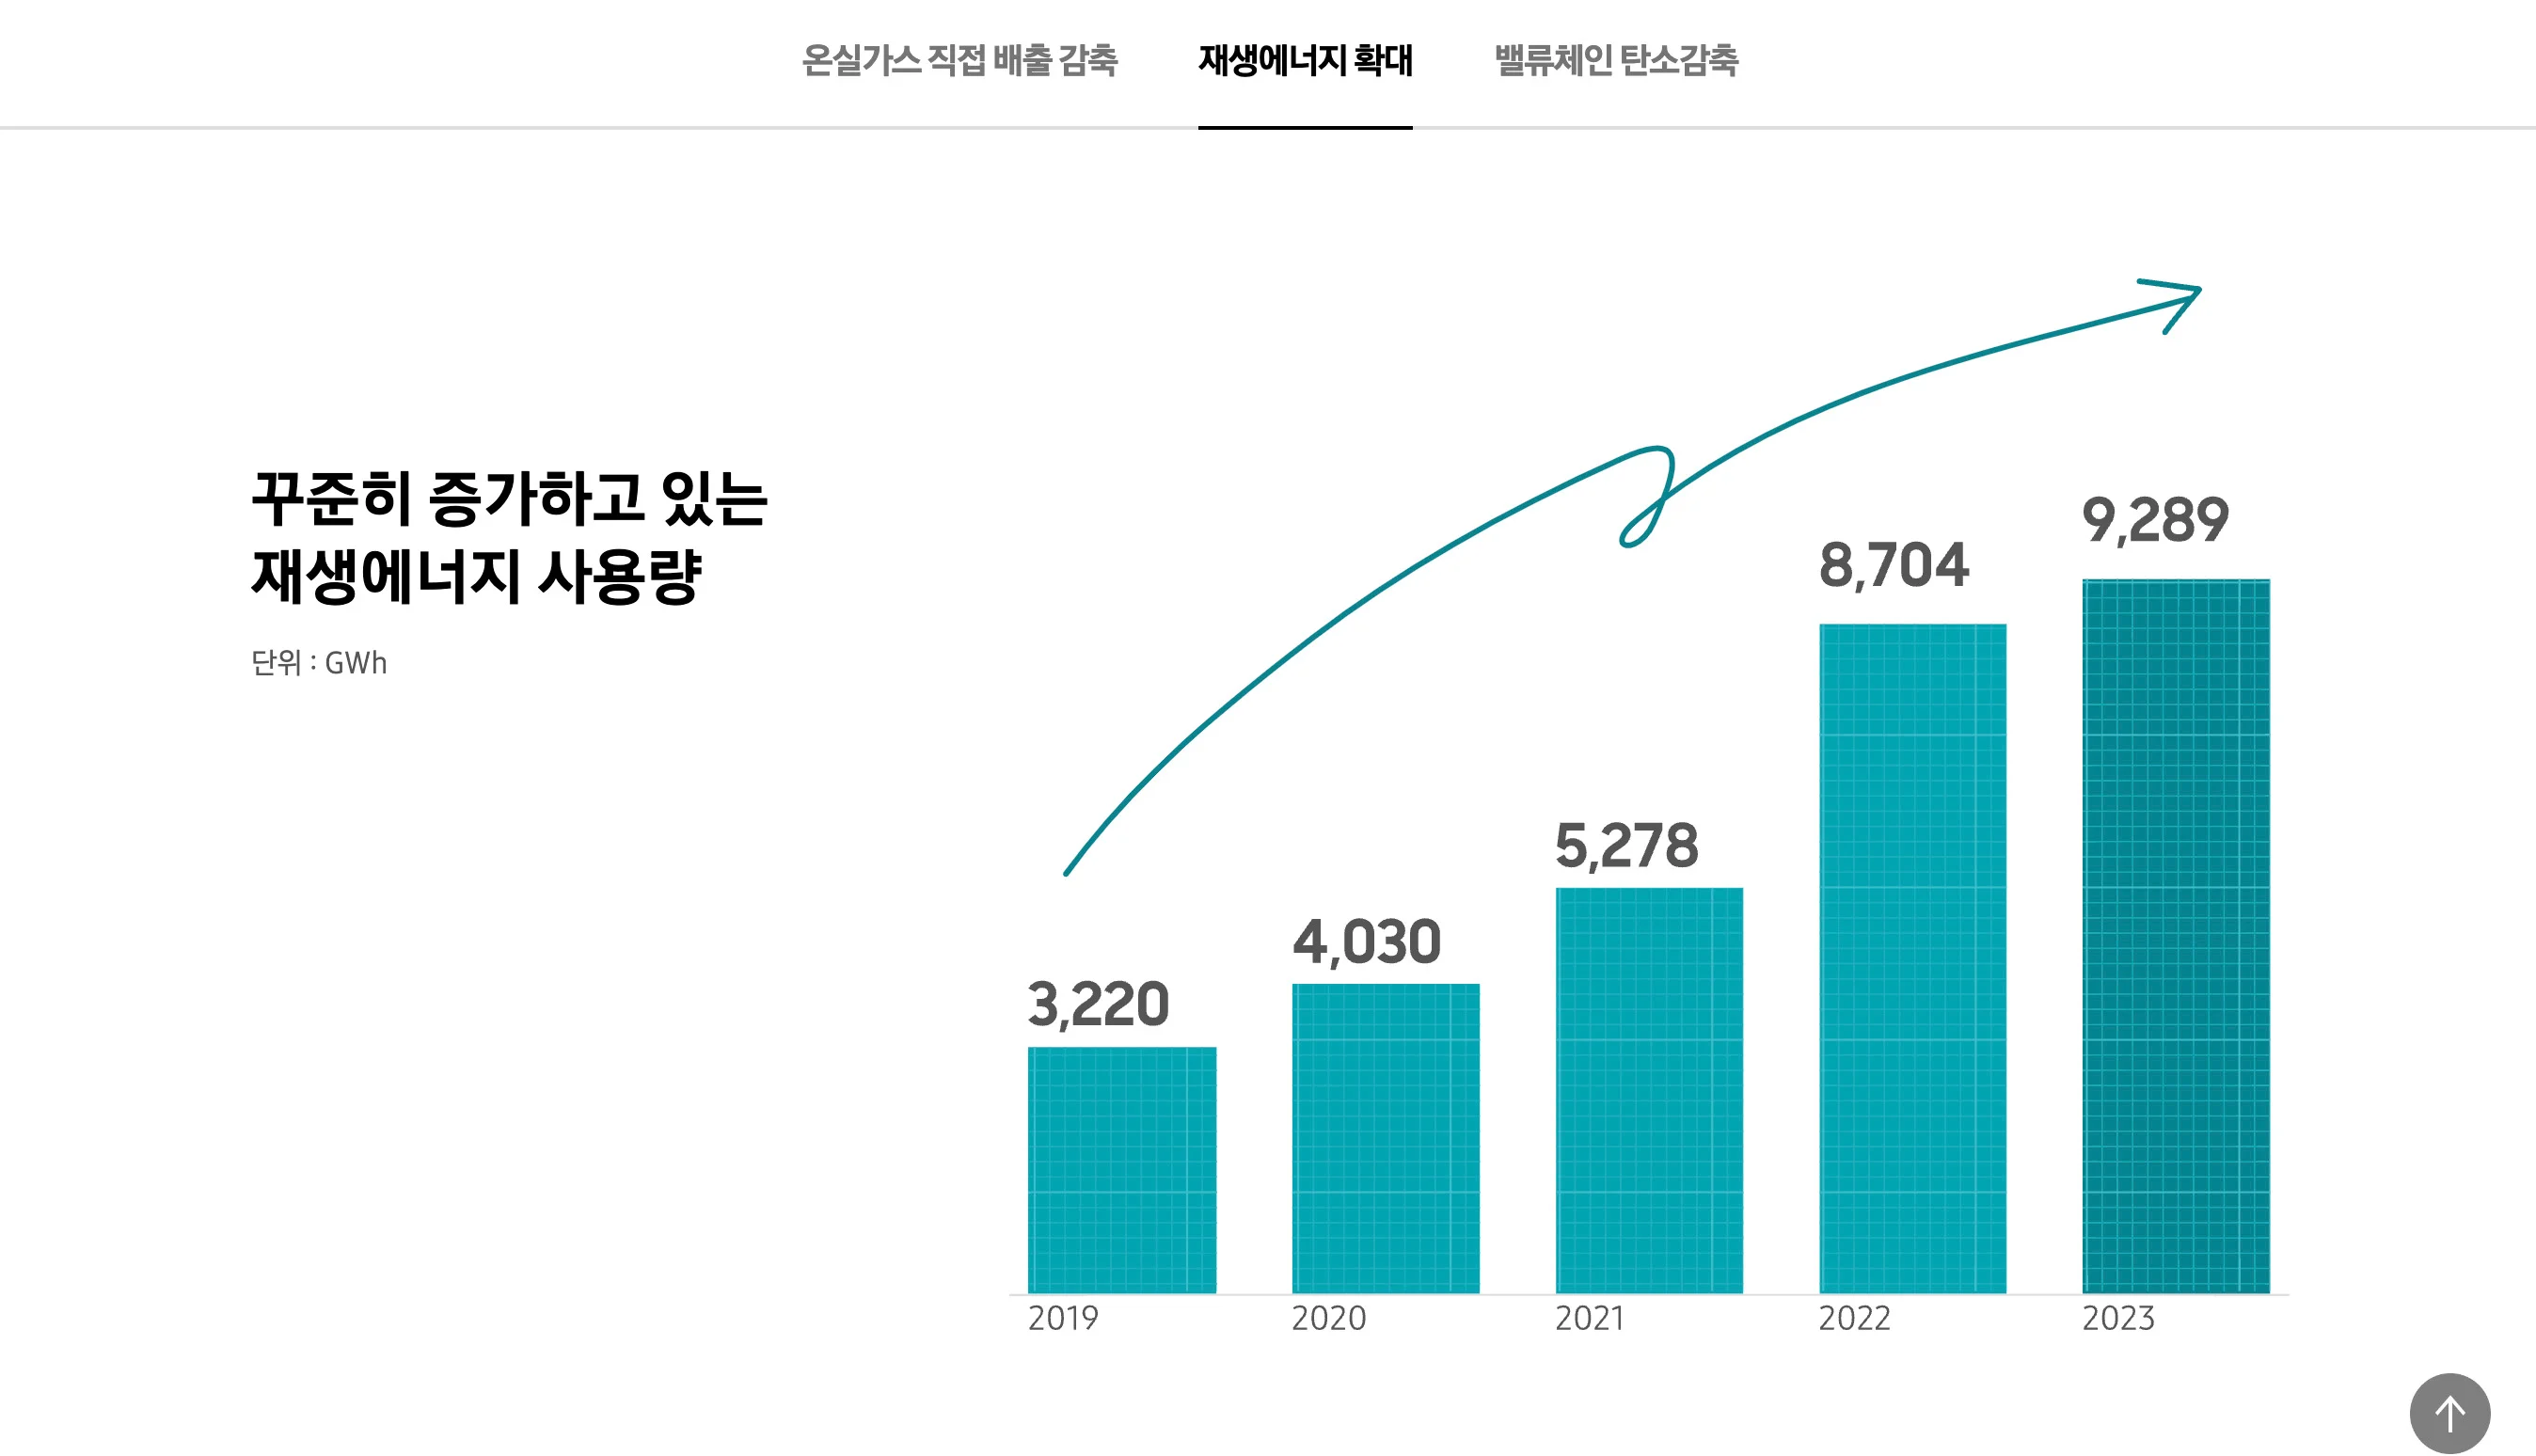 온실가스 직접 배출 감축
재생에너지 확대
밸류체인 탄소감축
꾸준히 증가하고 있는
재생에너지 사용량
단위 : GWh
3,220
4,030
5,278
8,704
9,289
2019
2020
2021
2022
2023